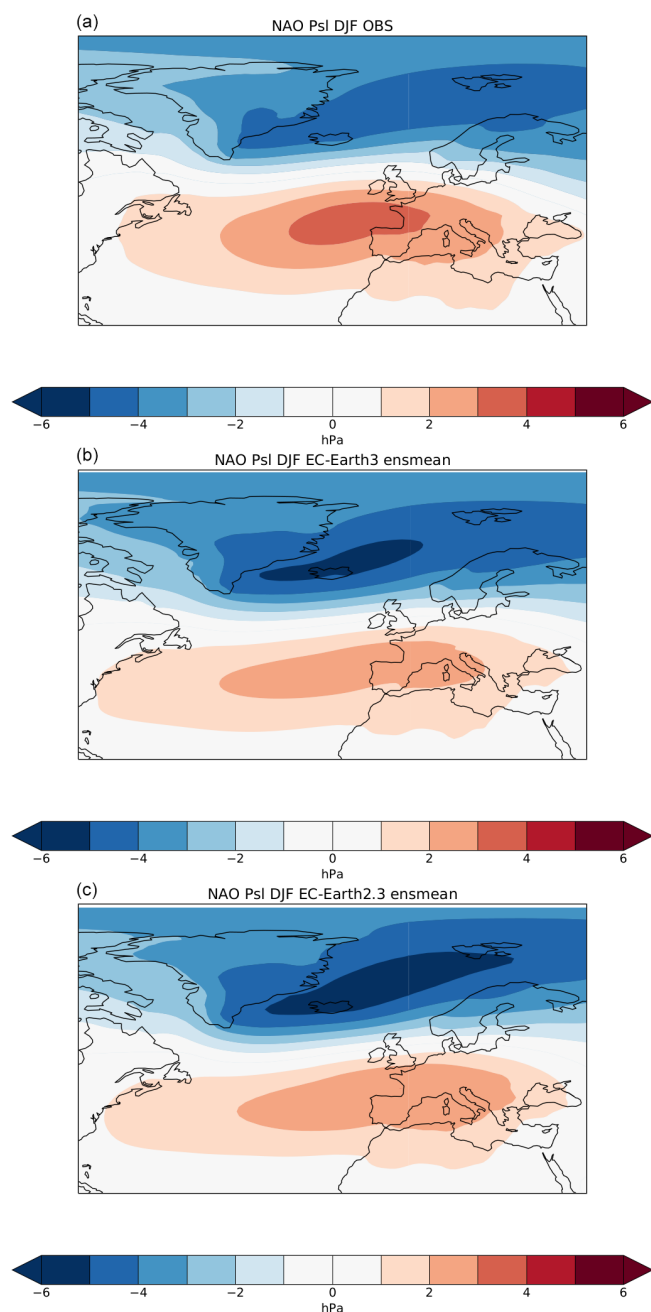 (a)
NAO Psl DJF OBS
−6 −4 −2 0 2 4 6
hPa
(b)
NAO Psl DJF EC-Earth3 ensmean
−6 −4 −2 0 2 4 6
hPa
(c)
NAO Psl DJF EC-Earth2.3 ensmean
−6 −4 −2 0 2 4 6
hPa